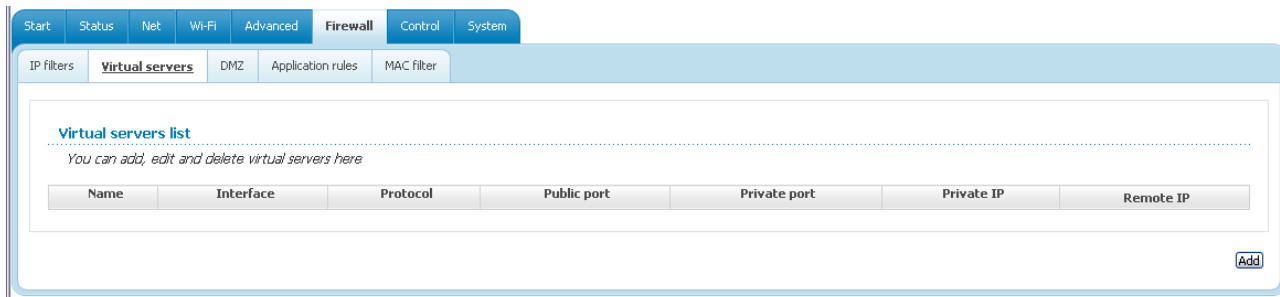 Start Status Net Wi-Fi Advanced Firewall Control System
IP filters Virtual servers DMZ Application rules MAC filter
Virtual servers list
You can add, edit and delete virtual servers here
Name Interface Protocol Public port Private port Private IP Remote IP
Add